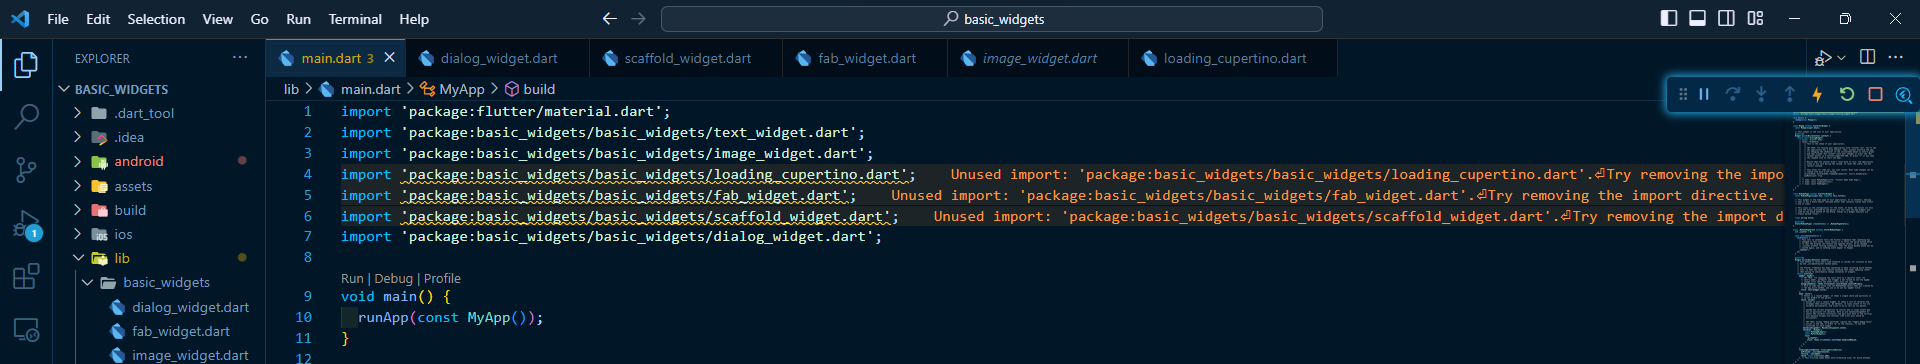 File Edit Selection View Go Run Terminal Help
basic_widgets
EXPLORER
main.dart 3
dialog_widget.dart
scaffold_widget.dart
fab_widget.dart
image_widget.dart
loading_cupertino.dart
BASIC_WIDGETS
.dart_tool
.idea
android
assets
build
ios
ios
lib
basic_widgets
dialog_widget.dart
fab_widget.dart
image_widget.dart
1
lib > main.dart > MyApp > build
1 import 'package:flutter/material.dart';
2 import 'package:basic_widgets/basic_widgets/text_widget.dart';
3 import 'package:basic_widgets/basic_widgets/image_widget.dart';
4 import 'package:basic_widgets/basic_widgets/loading_cupertino.dart'; Unused import: 'package:basic_widgets/basic_widgets/loading_cupertino.dart'.⏎Try removing the impo
5 import 'package:basic_widgets/basic_widgets/fab_widget.dart'; Unused import: 'package:basic_widgets/basic_widgets/fab_widget.dart'.⏎Try removing the import directive.
6 import 'package:basic_widgets/basic_widgets/scaffold_widget.dart'; Unused import: 'package:basic_widgets/basic_widgets/scaffold_widget.dart'.⏎Try removing the import d
7 import 'package:basic_widgets/basic_widgets/dialog_widget.dart';
8
Run | Debug | Profile
9 void main() {
10 runApp(const MyApp());
11 }
12